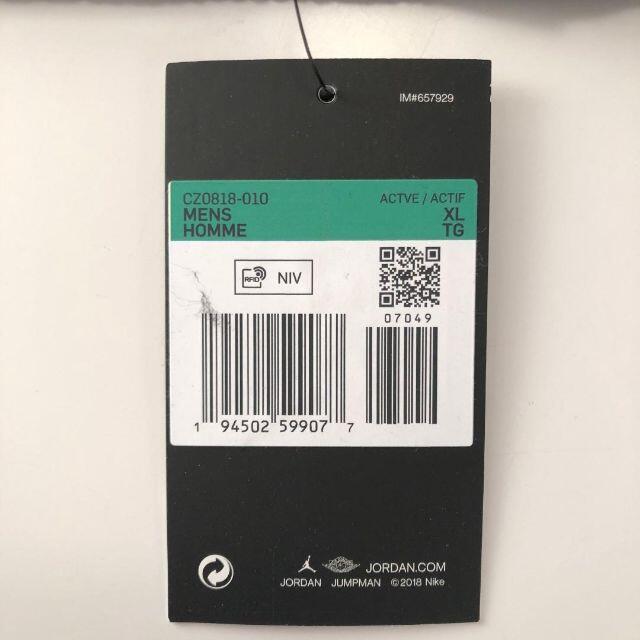 IM#657929
CZ0818-010 ACTVE / ACTIF
MENS XL
HOMME TG
RFID NIV
07049
1 94502 59907 7
JORDAN.COM
JORDAN JUMPMAN ©2018 Nike